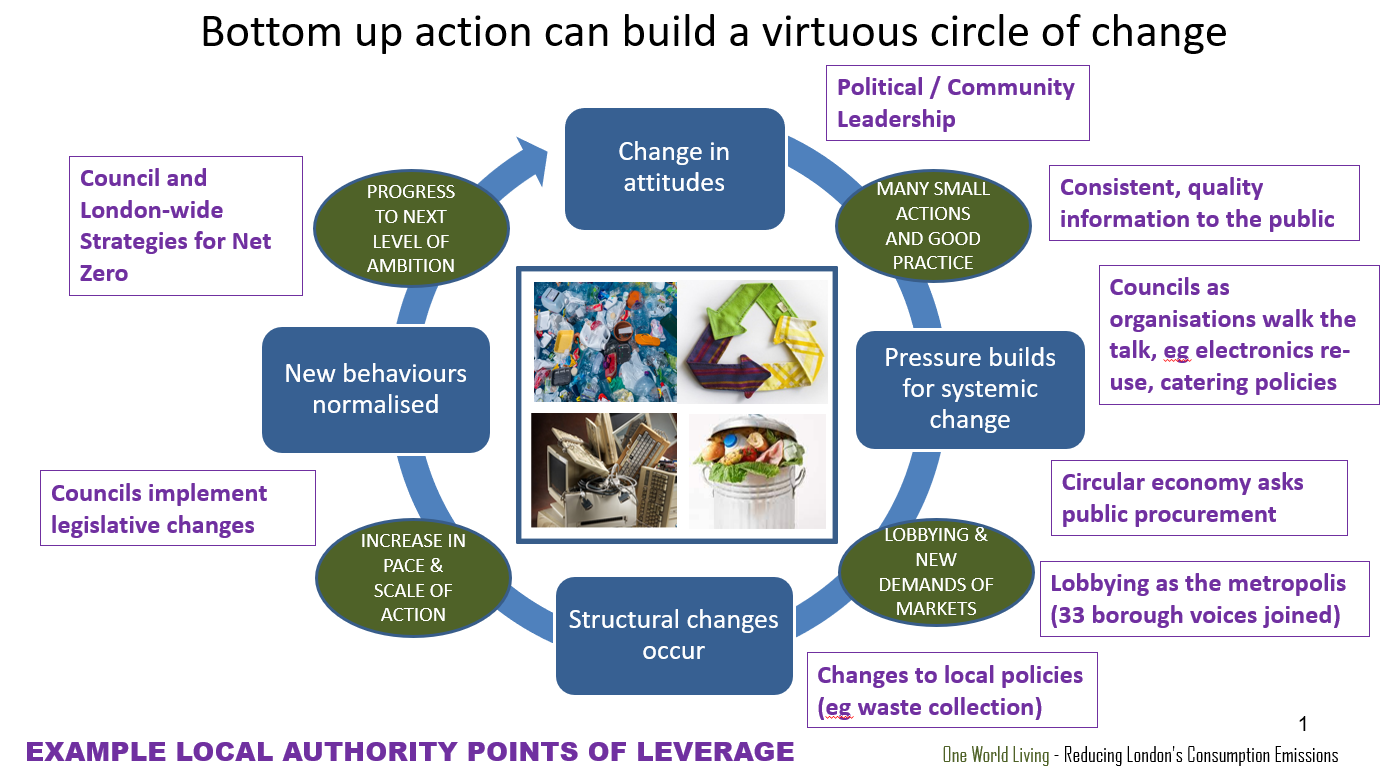 Bottom up action can build a virtuous circle of change
Political / Community
Leadership
Change in
attitudes
Council and
London-wide
Strategies for Net
Zero
PROGRESS
TO NEXT
LEVEL OF
AMBITION
MANY SMALL
ACTIONS
AND GOOD
PRACTICE
Consistent, quality
information to the public
Councils as
organisations walk the
talk, eg electronics re-
use, catering policies
New behaviours
normalised
Pressure builds
for systemic
change
Circular economy asks
public procurement
Councils implement
legislative changes
INCREASE IN
PACE &
SCALE OF
ACTION
LOBBYING &
NEW
DEMANDS OF
MARKETS
Lobbying as the metropolis
(33 borough voices joined)
Structural changes
occur
Changes to local policies
(eg waste collection)
1
EXAMPLE LOCAL AUTHORITY POINTS OF LEVERAGE
One World Living - Reducing London's Consumption Emissions